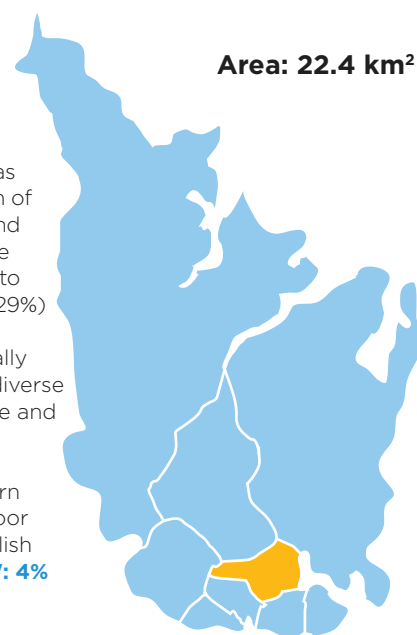 Area: 22.4 km²
as
n of
nd
e
to
29%)
ally
diverse
e and
rn
oor
lish
: 4%